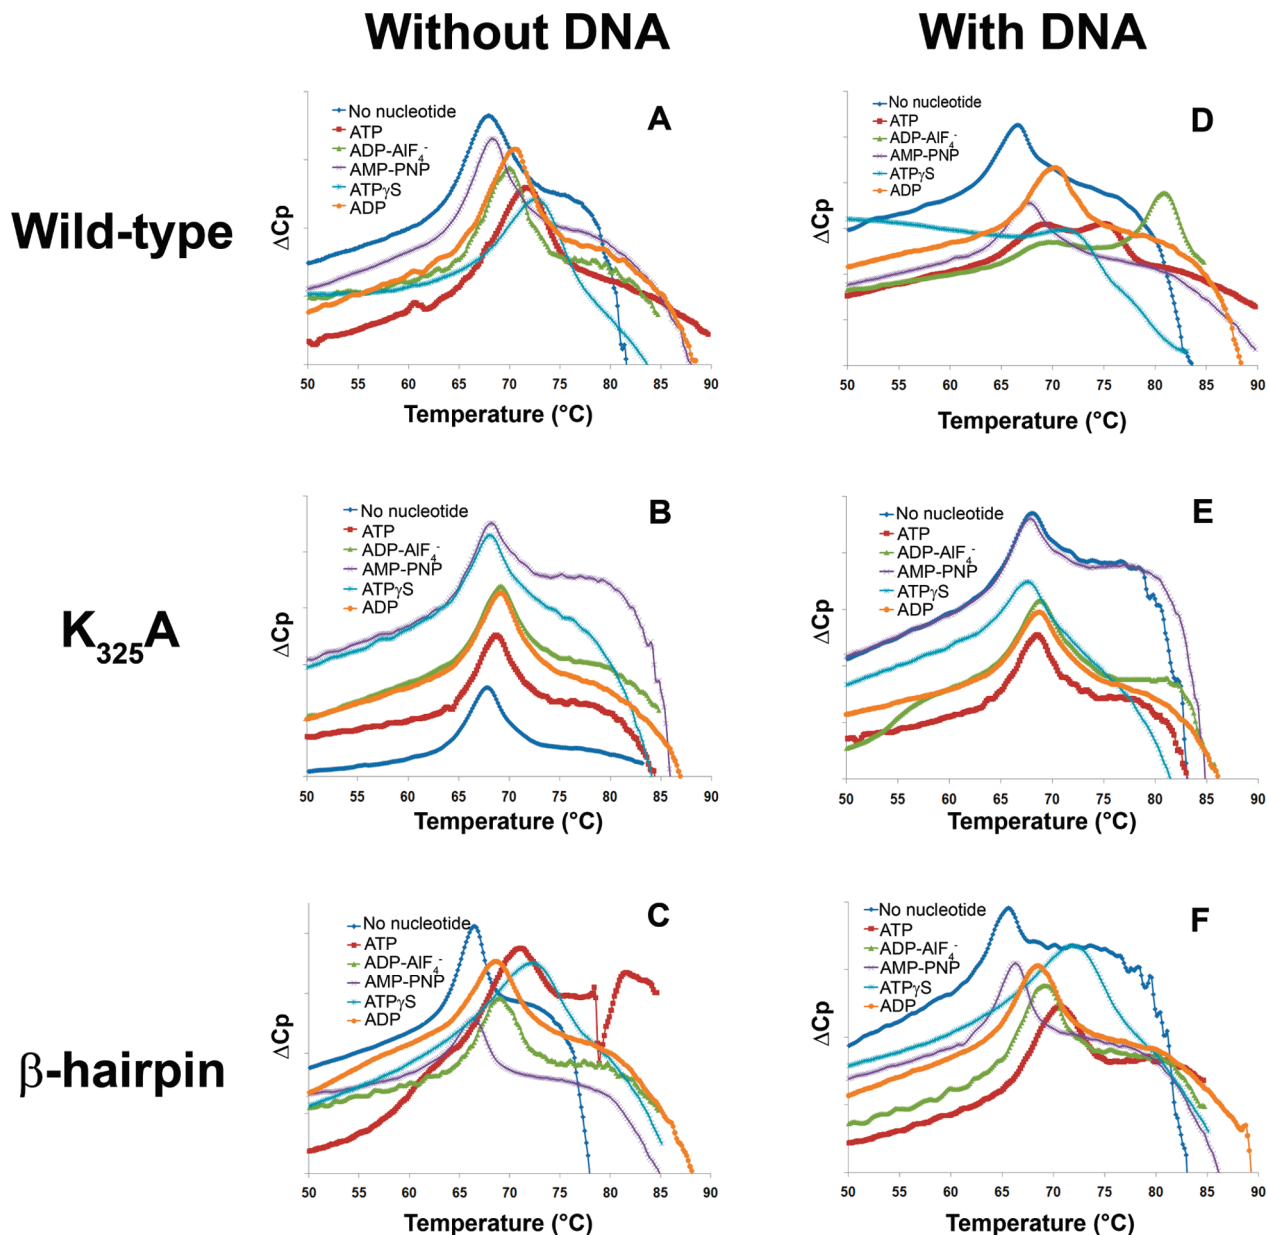 Without DNA
With DNA
Wild-type
A
No nucleotide
ATP
ADP-AlF4-
AMP-PNP
ATPγS
ADP
ΔCp
50 55 60 65 70 75 80 85 90
Temperature (°C)
D
No nucleotide
ATP
ADP-AlF4-
AMP-PNP
ATPγS
ADP
ΔCp
50 55 60 65 70 75 80 85 90
Temperature (°C)
K325A
B
No nucleotide
ATP
ADP-AlF4-
AMP-PNP
ATPγS
ADP
ΔCp
50 55 60 65 70 75 80 85 90
Temperature (°C)
E
No nucleotide
ATP
ADP-AlF4-
AMP-PNP
ATPγS
ADP
ΔCp
50 55 60 65 70 75 80 85 90
Temperature (°C)
β-hairpin
C
No nucleotide
ATP
ADP-AlF4-
AMP-PNP
ATPγS
ADP
ΔCp
50 55 60 65 70 75 80 85 90
Temperature (°C)
F
No nucleotide
ATP
ADP-AlF4-
AMP-PNP
ATPγS
ADP
ΔCp
50 55 60 65 70 75 80 85 90
Temperature (°C)